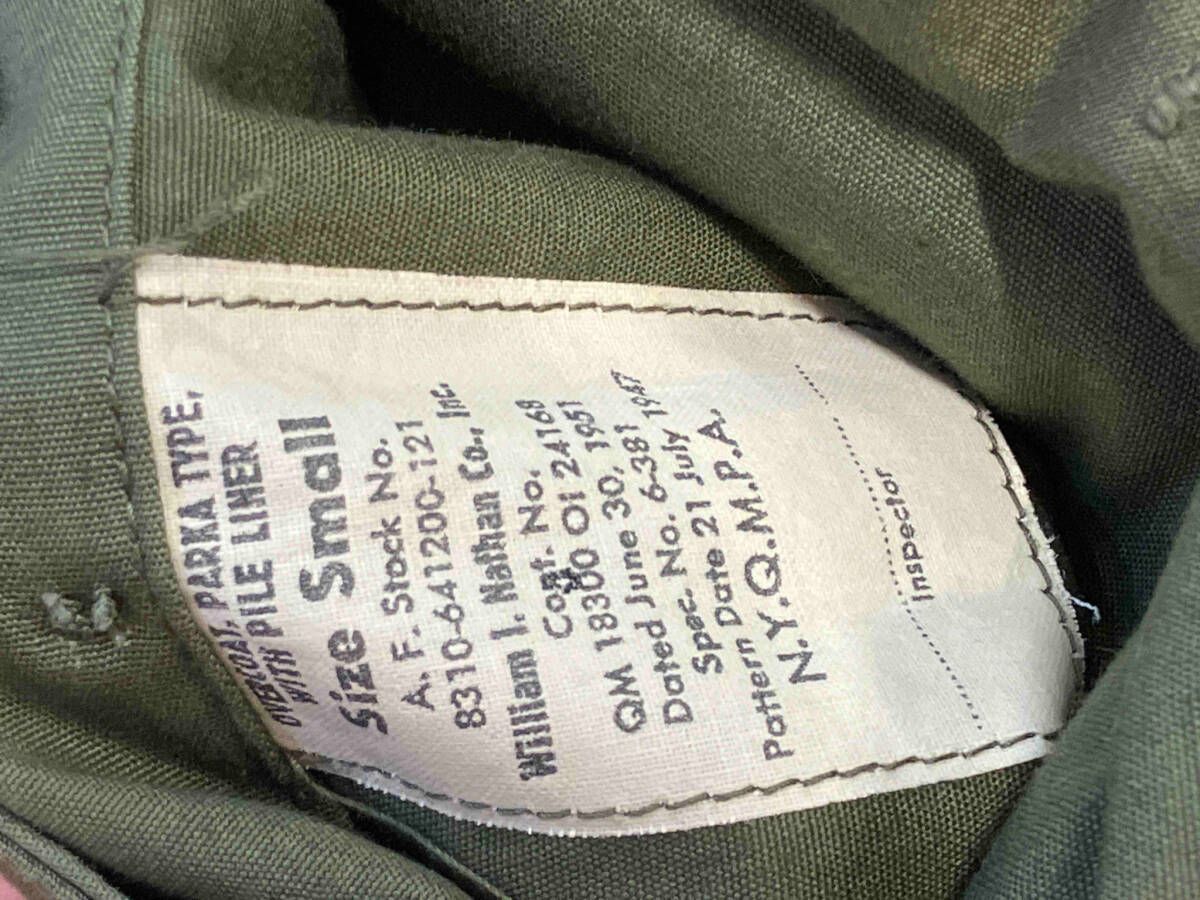 OVERCOAT, PARKA TYPE,
WITH PILE LINER
Size Small
A. F. Stock No.
8310-641200-121
William I. Nathan Co., Inc.
Cont. No. 24168
QM 18300 OI 1951
Dated June 30, 1951
Spec. No. 6-381
Pattern Date 21 July 1947
N.Y.Q.M.P.A.
Inspector